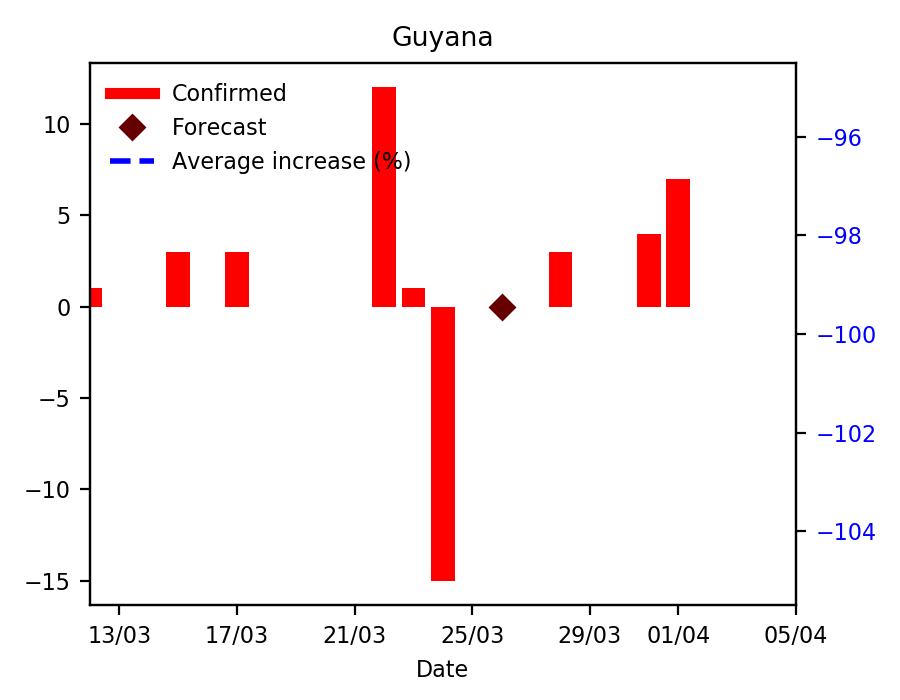 Guyana
Confirmed
Forecast
Average increase (%)
10
5
0
−5
−10
−15
−96
−98
−100
−102
−104
13/03 17/03 21/03 25/03 29/03 01/04 05/04
Date